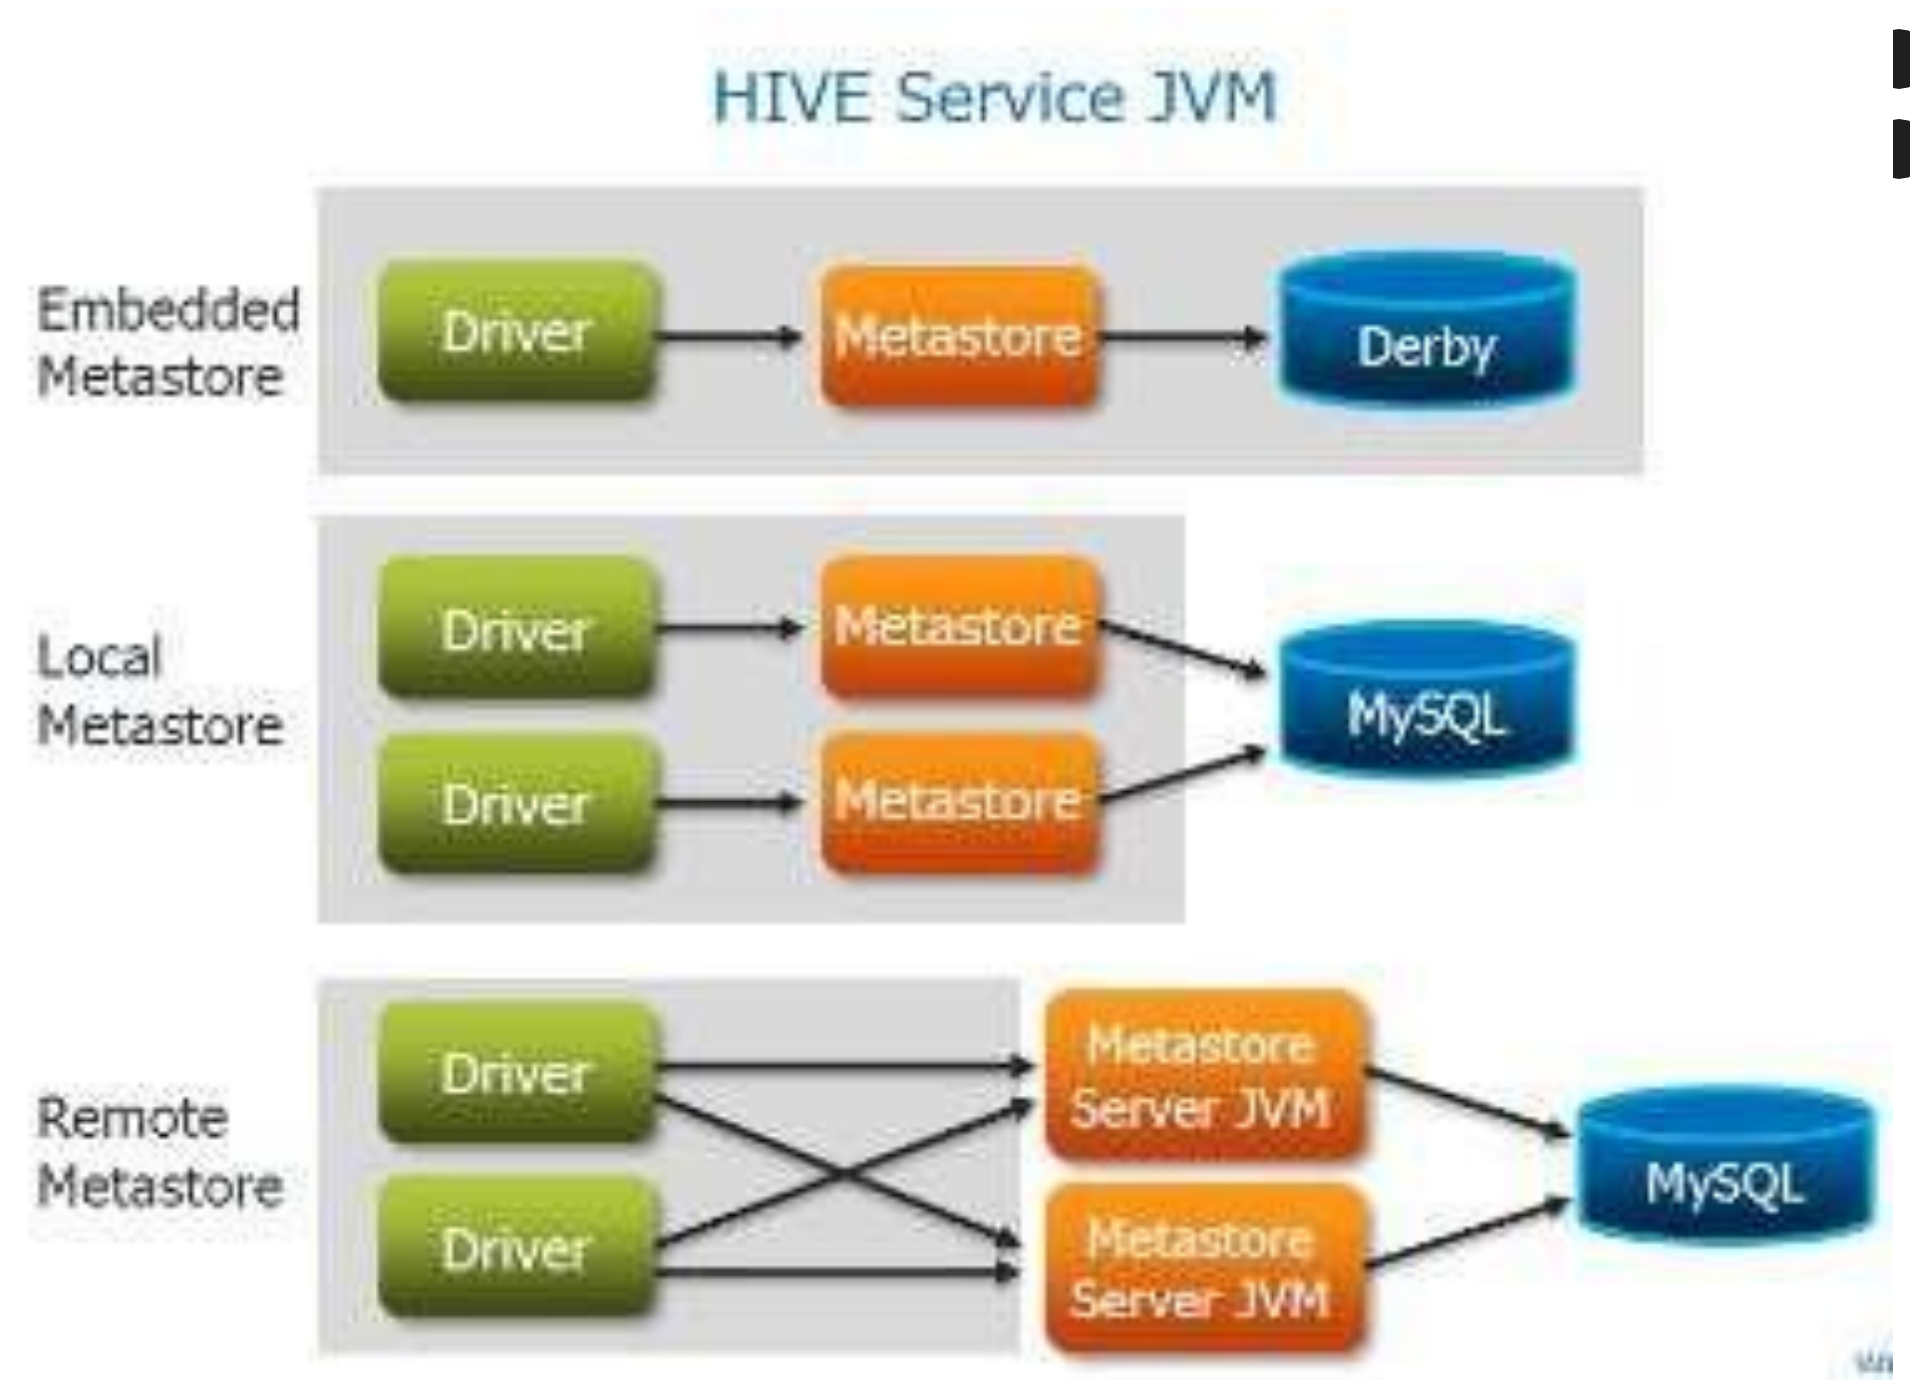 HIVE Service JVM
Embedded
Metastore
Driver
Metastore
Derby
Local
Metastore
Driver
Metastore
Driver
Metastore
MySQL
Remote
Metastore
Driver
Driver
Metastore
Server JVM
Metastore
Server JVM
MySQL